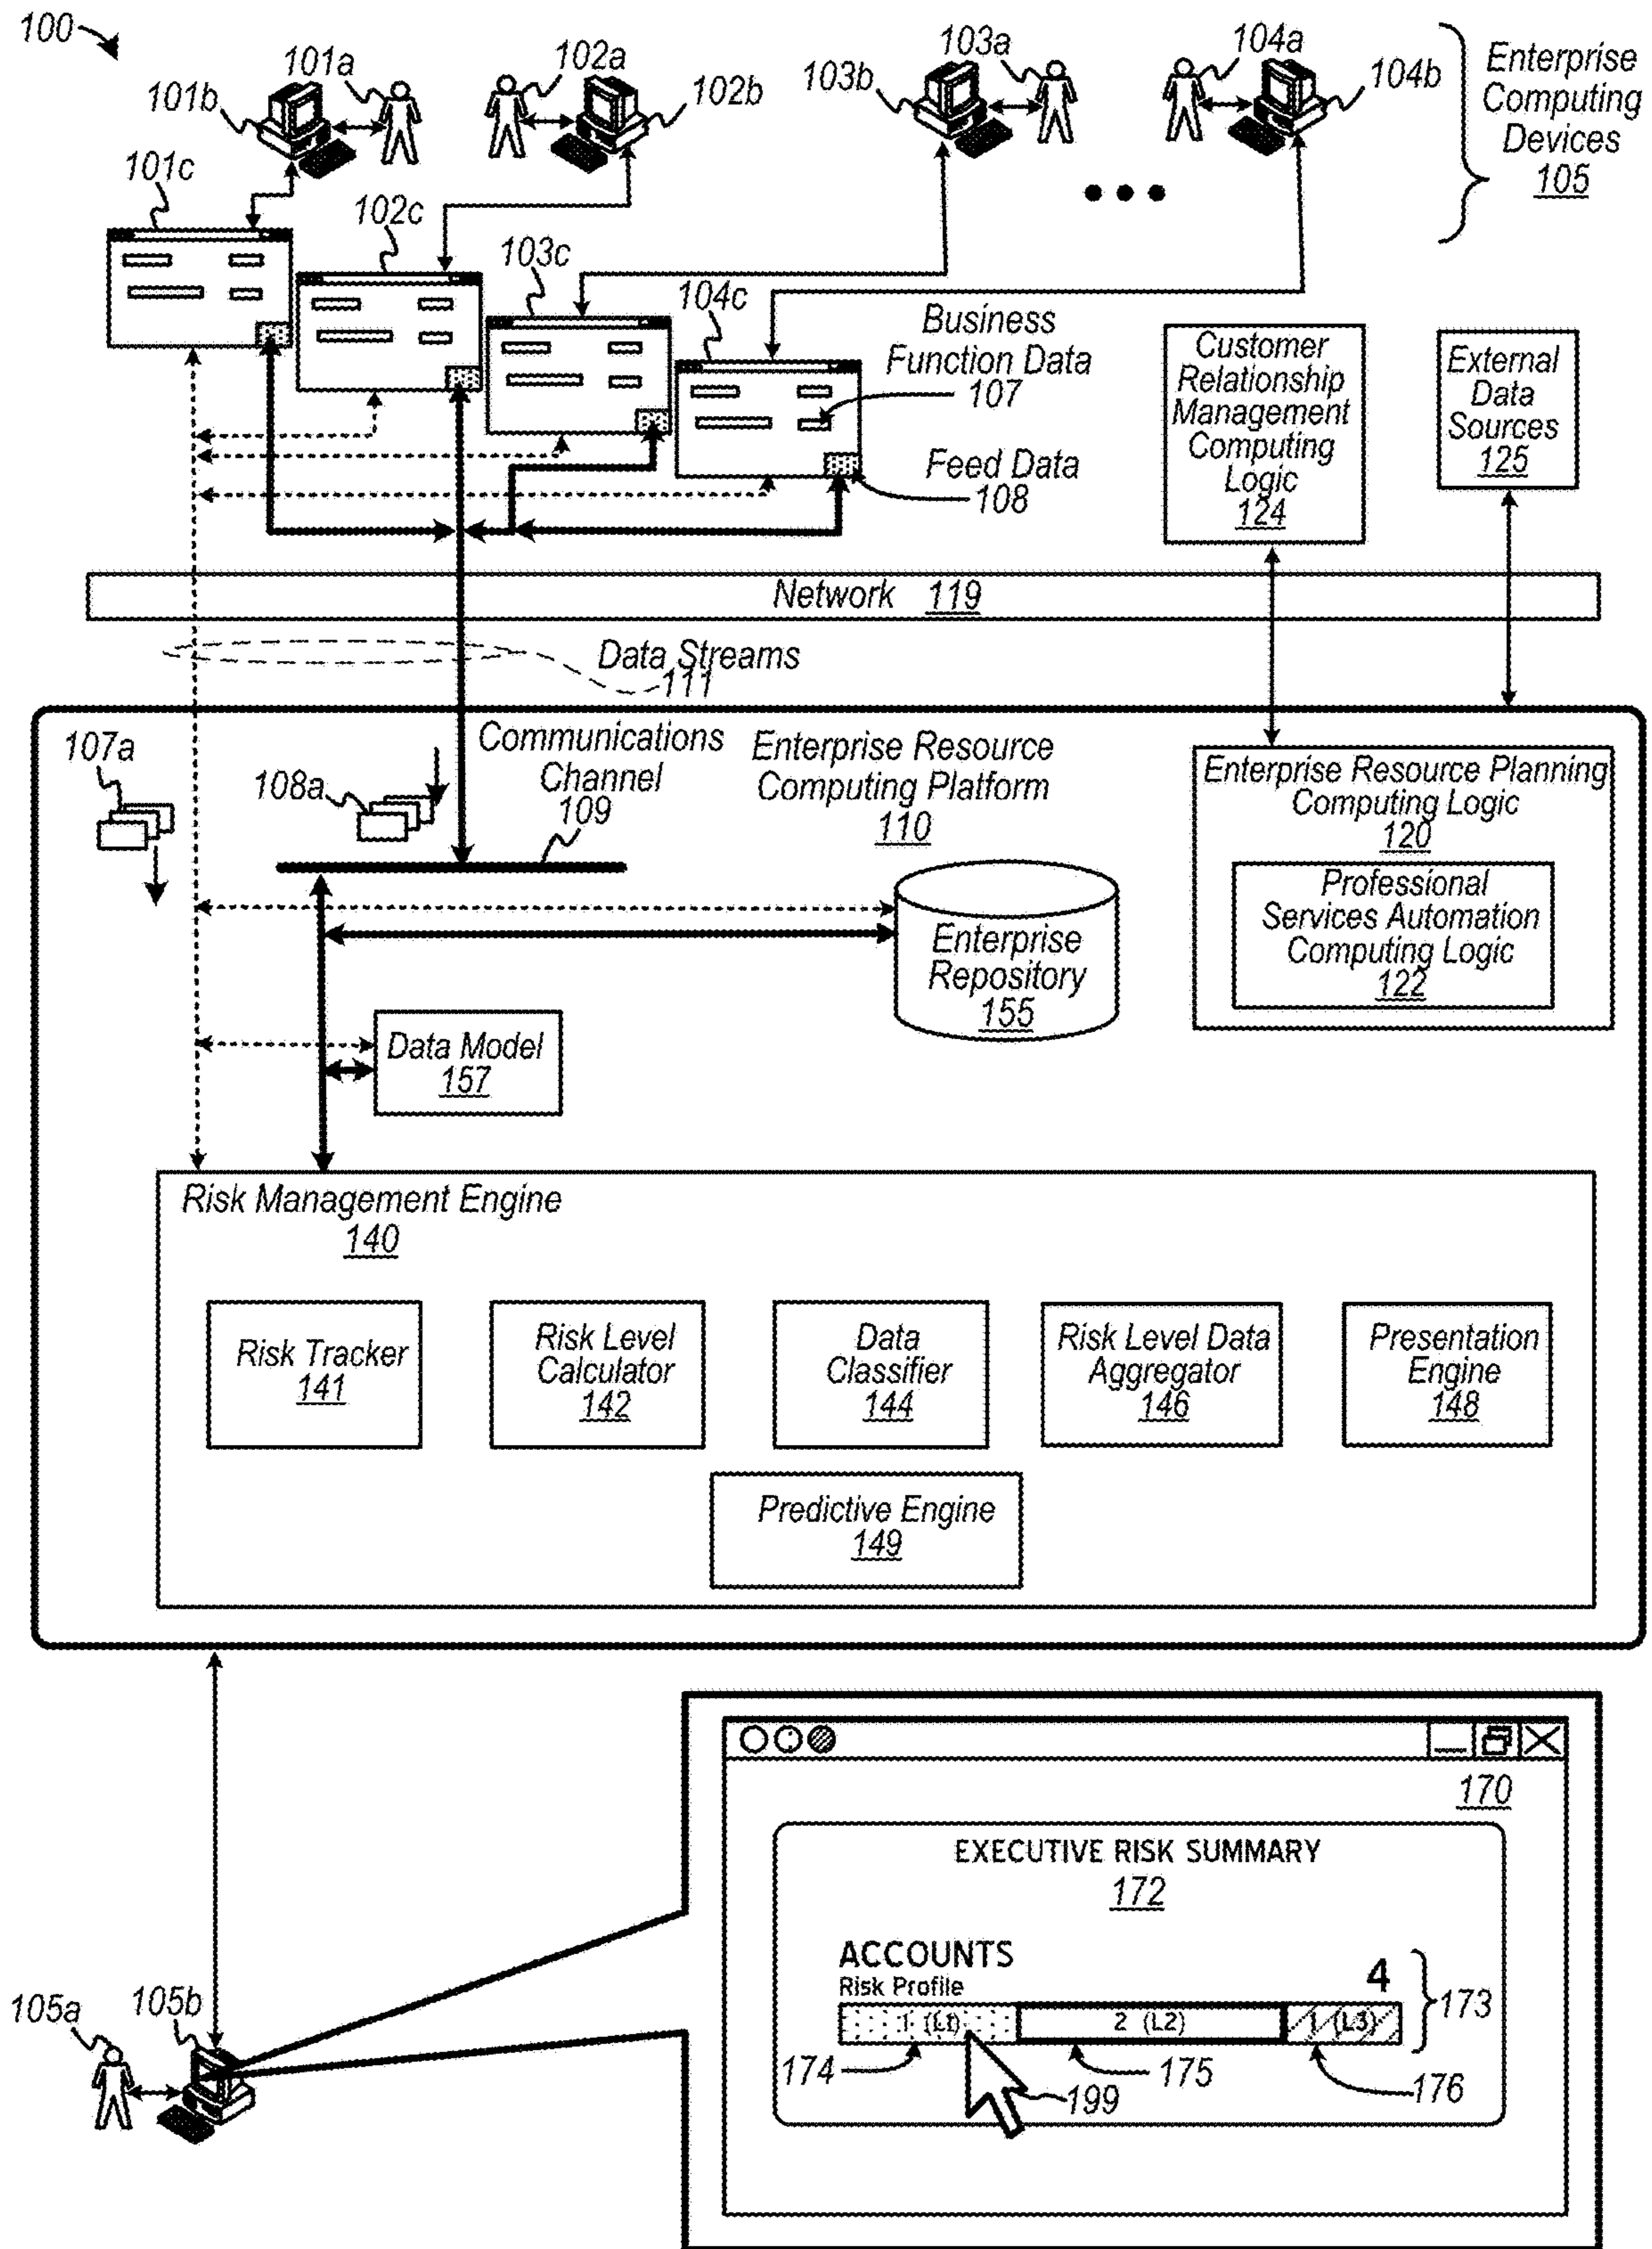 100
101a
101b
102a
102b
103a
103b
104a
104b
Enterprise
Computing
Devices
105
101c
102c
103c
104c
Business
Function Data
107
Feed Data
108
Customer
Relationship
Management
Computing
Logic
124
External
Data
Sources
125
Network 119
Data Streams
111
107a
108a
Communications
Channel
109
Enterprise Resource
Computing Platform
110
Enterprise Resource Planning
Computing Logic
120
Professional
Services Automation
Computing Logic
122
Enterprise
Repository
155
Data Model
157
Risk Management Engine
140
Risk Tracker
141
Risk Level
Calculator
142
Data
Classifier
144
Risk Level Data
Aggregator
146
Presentation
Engine
148
Predictive Engine
149
170
EXECUTIVE RISK SUMMARY
172
ACCOUNTS
Risk Profile
4
173
1 (L1)
2 (L2)
1 (L3)
174
175
176
199
105a
105b